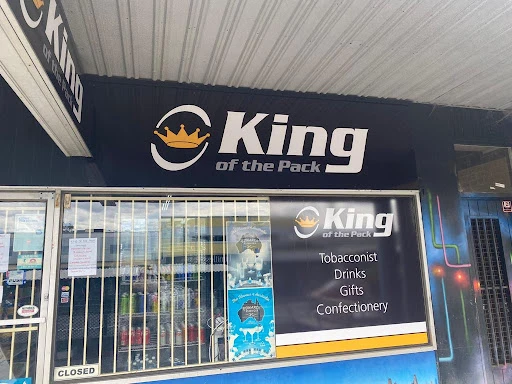 King
of the Pack
King
of the Pack
King
of the Pack
Tobacconist
Drinks
Gifts
Confectionery
CLOSED